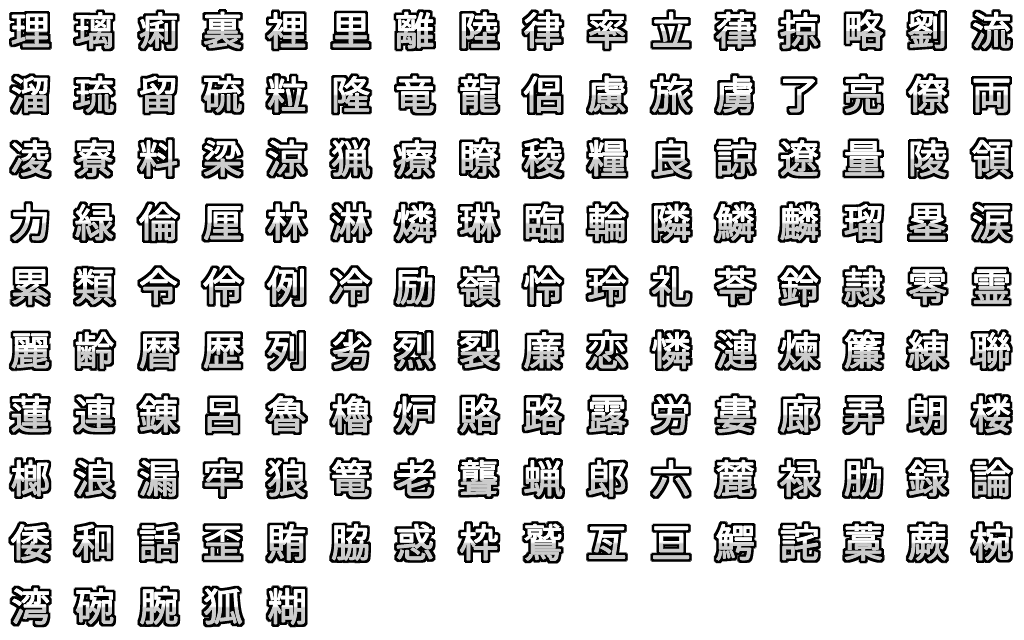 理 璃 痢 裏 裡 里 離 陸 律 率 立 葎 掠 略 劉 流
溜 琉 留 硫 粒 隆 竜 龍 侶 慮 旅 虜 了 亮 僚 両
凌 寮 料 梁 涼 猟 療 瞭 稜 糧 良 諒 遼 量 陵 領
力 緑 倫 厘 林 淋 燐 琳 臨 輪 隣 鱗 麟 瑠 塁 涙
累 類 令 伶 例 冷 励 嶺 怜 玲 礼 苓 鈴 隷 零 霊
麗 齢 暦 歴 列 劣 烈 裂 廉 恋 憐 漣 煉 簾 練 聯
蓮 連 錬 呂 魯 櫓 炉 賂 路 露 労 婁 廊 弄 朗 楼
榔 浪 漏 牢 狼 篭 老 聾 蝋 郎 六 麓 禄 肋 録 論
倭 和 話 歪 賄 脇 惑 枠 鷲 亙 亘 鰐 詫 藁 蕨 椀
湾 碗 腕 狐 糊